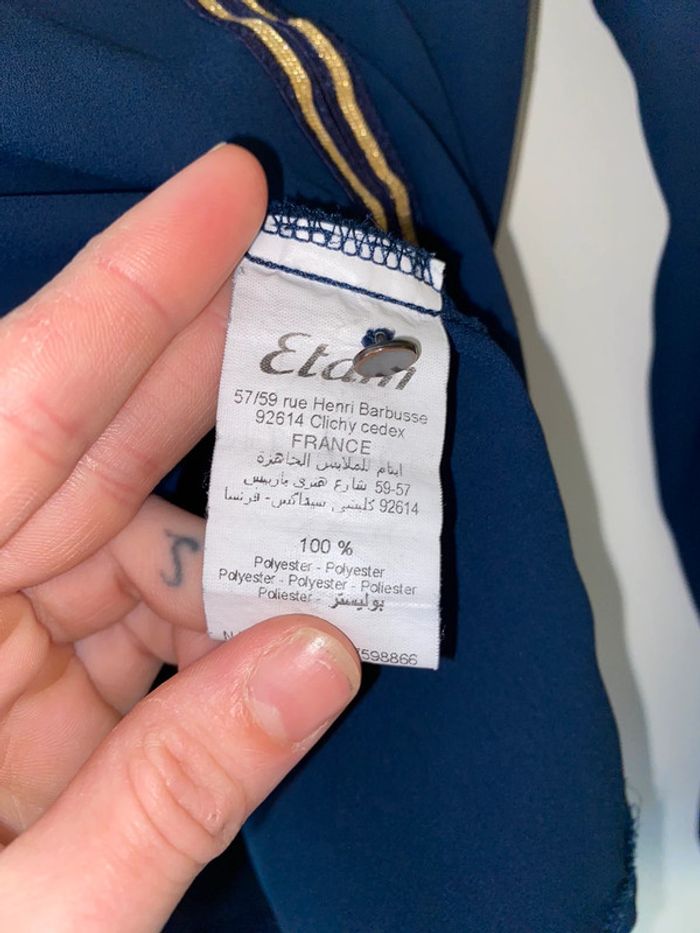 Etam
57/59 rue Henri Barbusse
92614 Clichy cedex
FRANCE
ايتام للملابس الجاهزة
57-59 شارع هنري باربيس
92614 كليشي سيداكس - فرنسا
100 %
Polyester - Polyester
Polyester - Polyester - Poliester
Poliester - بوليستر
N
598866